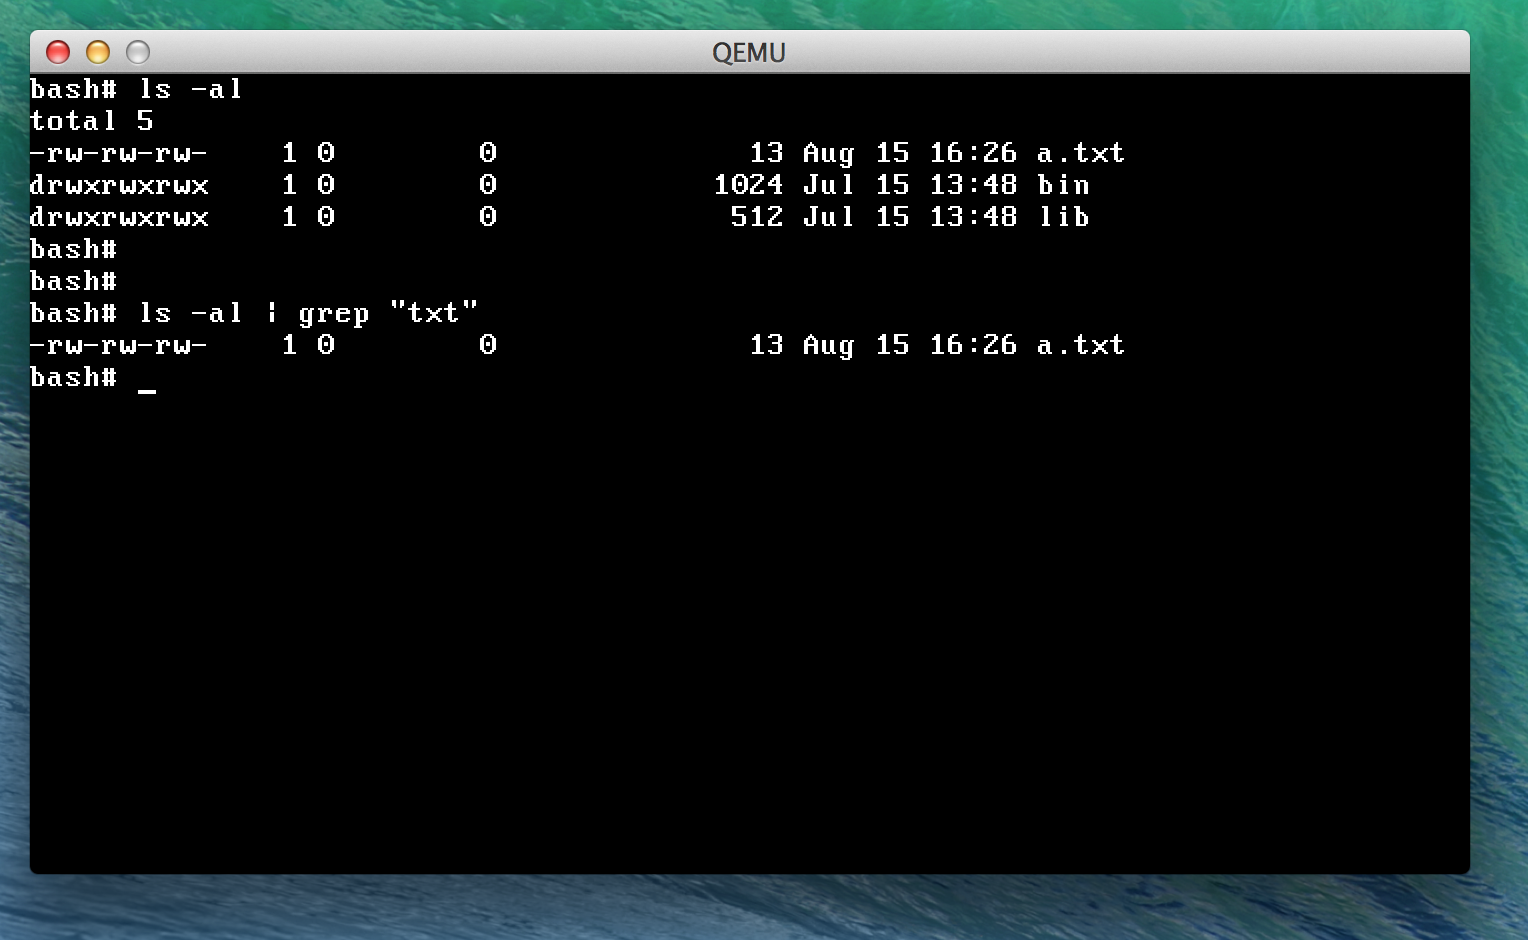 QEMU
bash# ls -al
total 5
-rw-rw-rw-    1 0        0              13 Aug 15 16:26 a.txt
drwxrwxrwx    1 0        0            1024 Jul 15 13:48 bin
drwxrwxrwx    1 0        0             512 Jul 15 13:48 lib
bash#
bash#
bash# ls -al | grep "txt"
-rw-rw-rw-    1 0        0              13 Aug 15 16:26 a.txt
bash# _